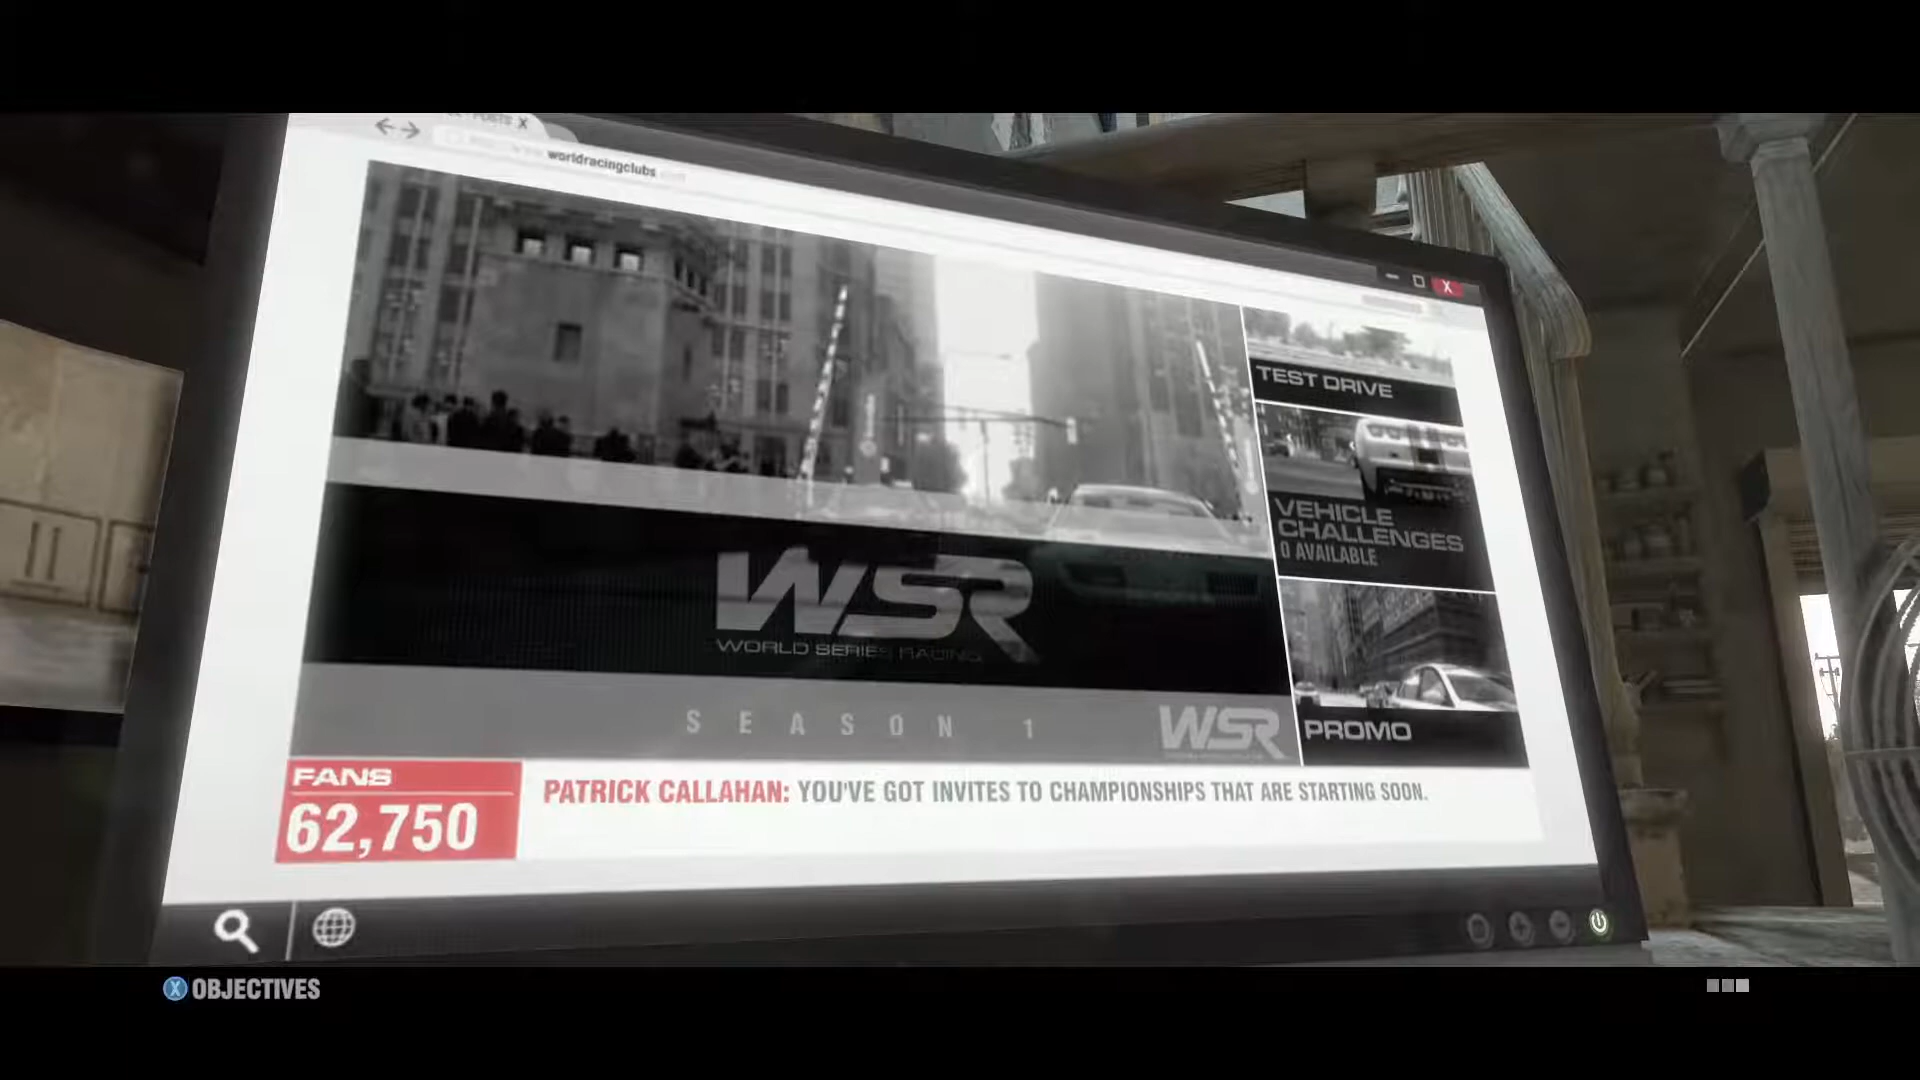 POSTS X
worldracingclubs
X
TEST DRIVE
VEHICLE
CHALLENGES
0 AVAILABLE
WSR
WORLD SERIES RACING
SEASON 1
WSR
PROMO
FANS
62,750
PATRICK CALLAHAN: YOU'VE GOT INVITES TO CHAMPIONSHIPS THAT ARE STARTING SOON.
X OBJECTIVES